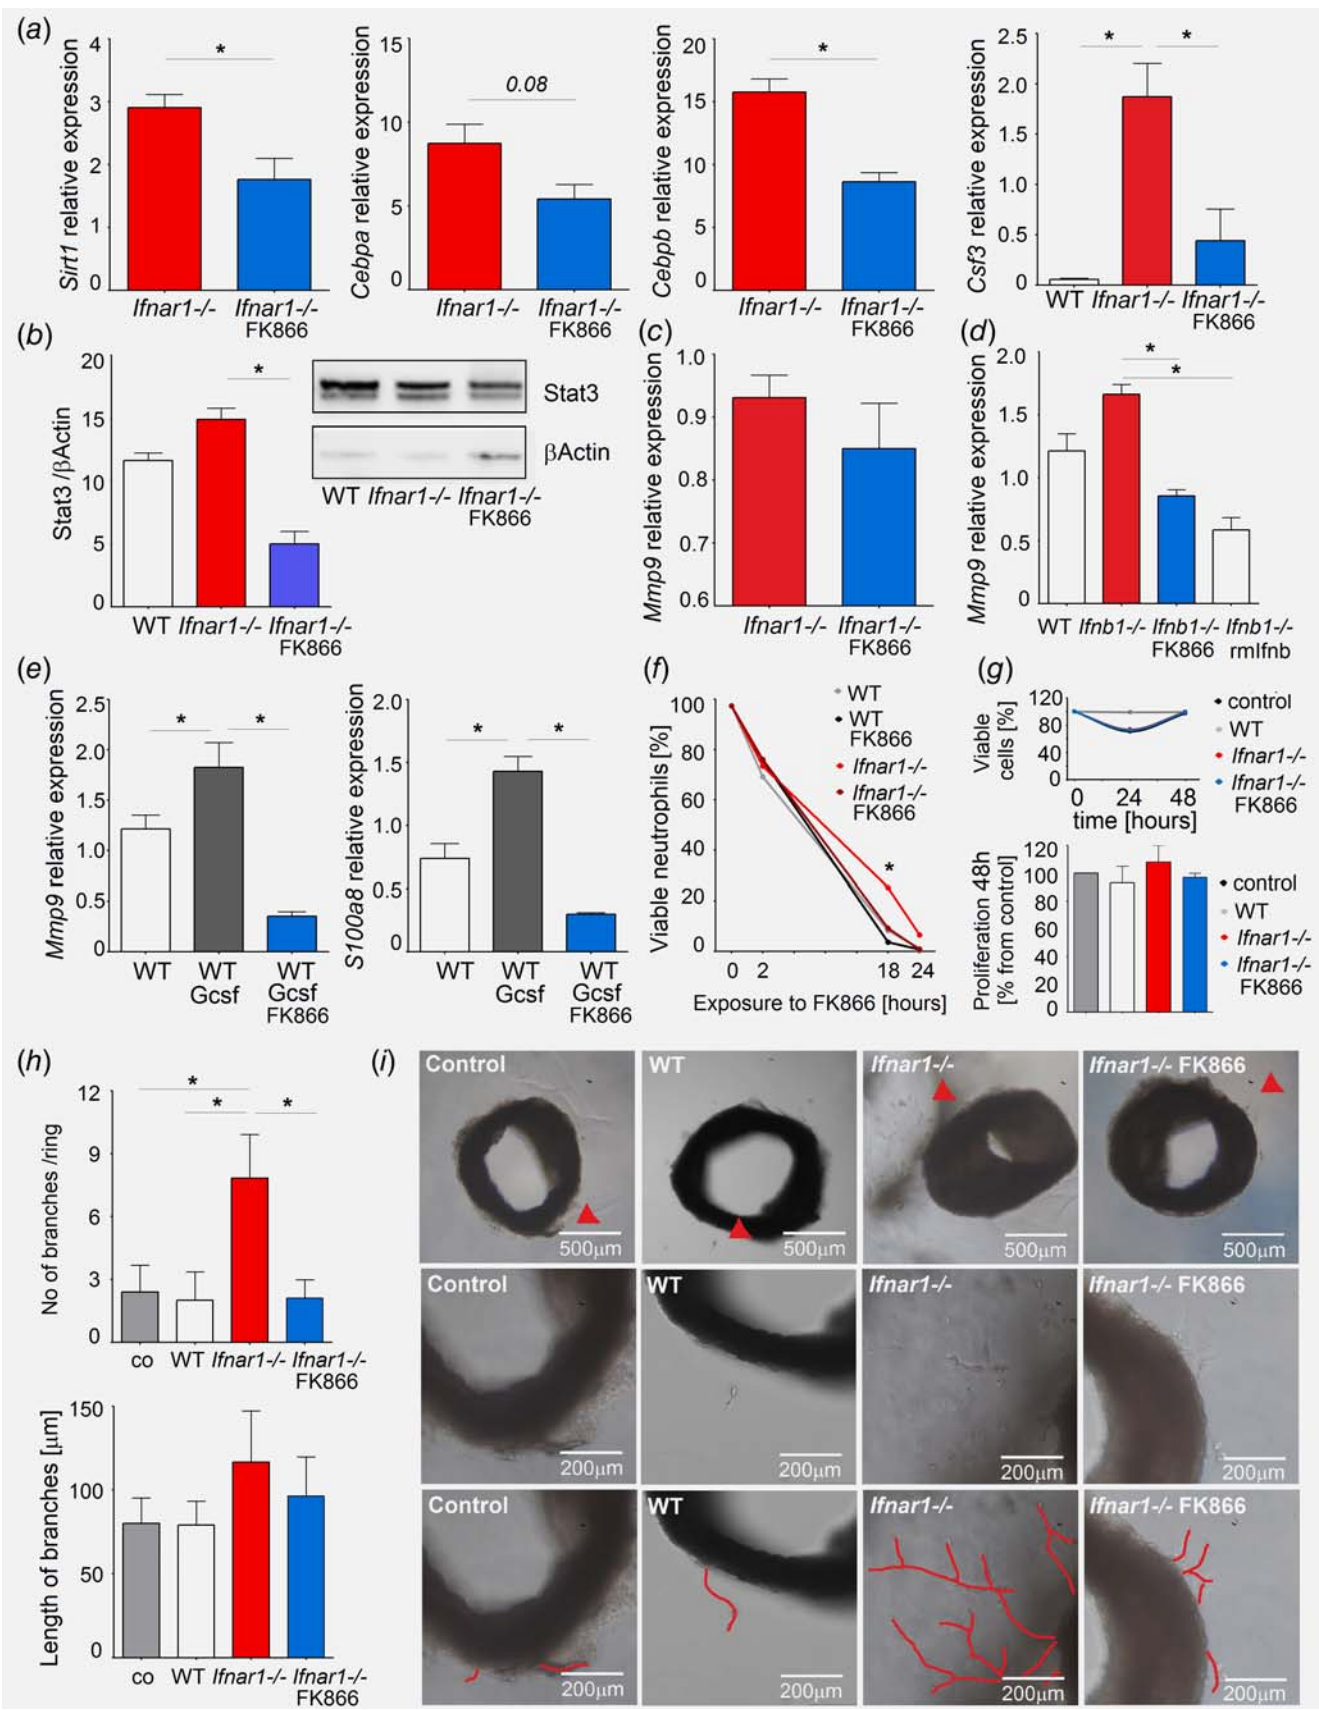 (a)
Sirt1 relative expression
4
3
2
1
0
*
Ifnar1-/-
Ifnar1-/-
FK866
Cebpa relative expression
15
10
5
0
0.08
Ifnar1-/-
Ifnar1-/-
FK866
Cebpb relative expression
20
15
10
5
0
*
Ifnar1-/-
Ifnar1-/-
FK866
Csf3 relative expression
2.5
2.0
1.5
1.0
0.5
0
* *
WT Ifnar1-/- Ifnar1-/-
FK866
(b)
Stat3/βActin
20
15
10
5
0
*
WT Ifnar1-/- Ifnar1-/-
FK866
Stat3
βActin
WT Ifnar1-/- Ifnar1-/-
FK866
(c)
Mmp9 relative expression
1.0
0.9
0.8
0.7
0.6
Ifnar1-/- Ifnar1-/-
FK866
(d)
Mmp9 relative expression
2.0
1.5
1.0
0.5
0
*
*
WT Ifnb1-/- Ifnb1-/- Ifnb1-/-
FK866 rmIfnb
(e)
Mmp9 relative expression
2.5
2.0
1.5
1.0
0.5
0
* *
WT WT WT
Gcsf Gcsf
FK866
S100a8 relative expression
2.0
1.5
1.0
0.5
0
* *
WT WT WT
Gcsf Gcsf
FK866
(f)
Viable neutrophils [%]
100
80
60
40
20
0
WT
WT
FK866
Ifnar1-/-
Ifnar1-/-
FK866
*
0 2 18 24
Exposure to FK866 [hours]
(g)
Viable
cells [%]
120
80
40
0
0 24 48
time [hours]
control
WT
Ifnar1-/-
Ifnar1-/-
FK866
Proliferation 48h
[% from control]
120
100
80
60
40
20
0
control
WT
Ifnar1-/-
Ifnar1-/-
FK866
(h)
No of branches /ring
12
9
6
3
0
*
* *
co WT Ifnar1-/- Ifnar1-/-
FK866
Length of branches [μm]
150
100
50
0
co WT Ifnar1-/- Ifnar1-/-
FK866
(i)
Control WT Ifnar1-/- Ifnar1-/- FK866
500μm 500μm 500μm 500μm
Control WT Ifnar1-/- Ifnar1-/- FK866
200μm 200μm 200μm 200μm
Control WT Ifnar1-/- Ifnar1-/- FK866
200μm 200μm 200μm 200μm